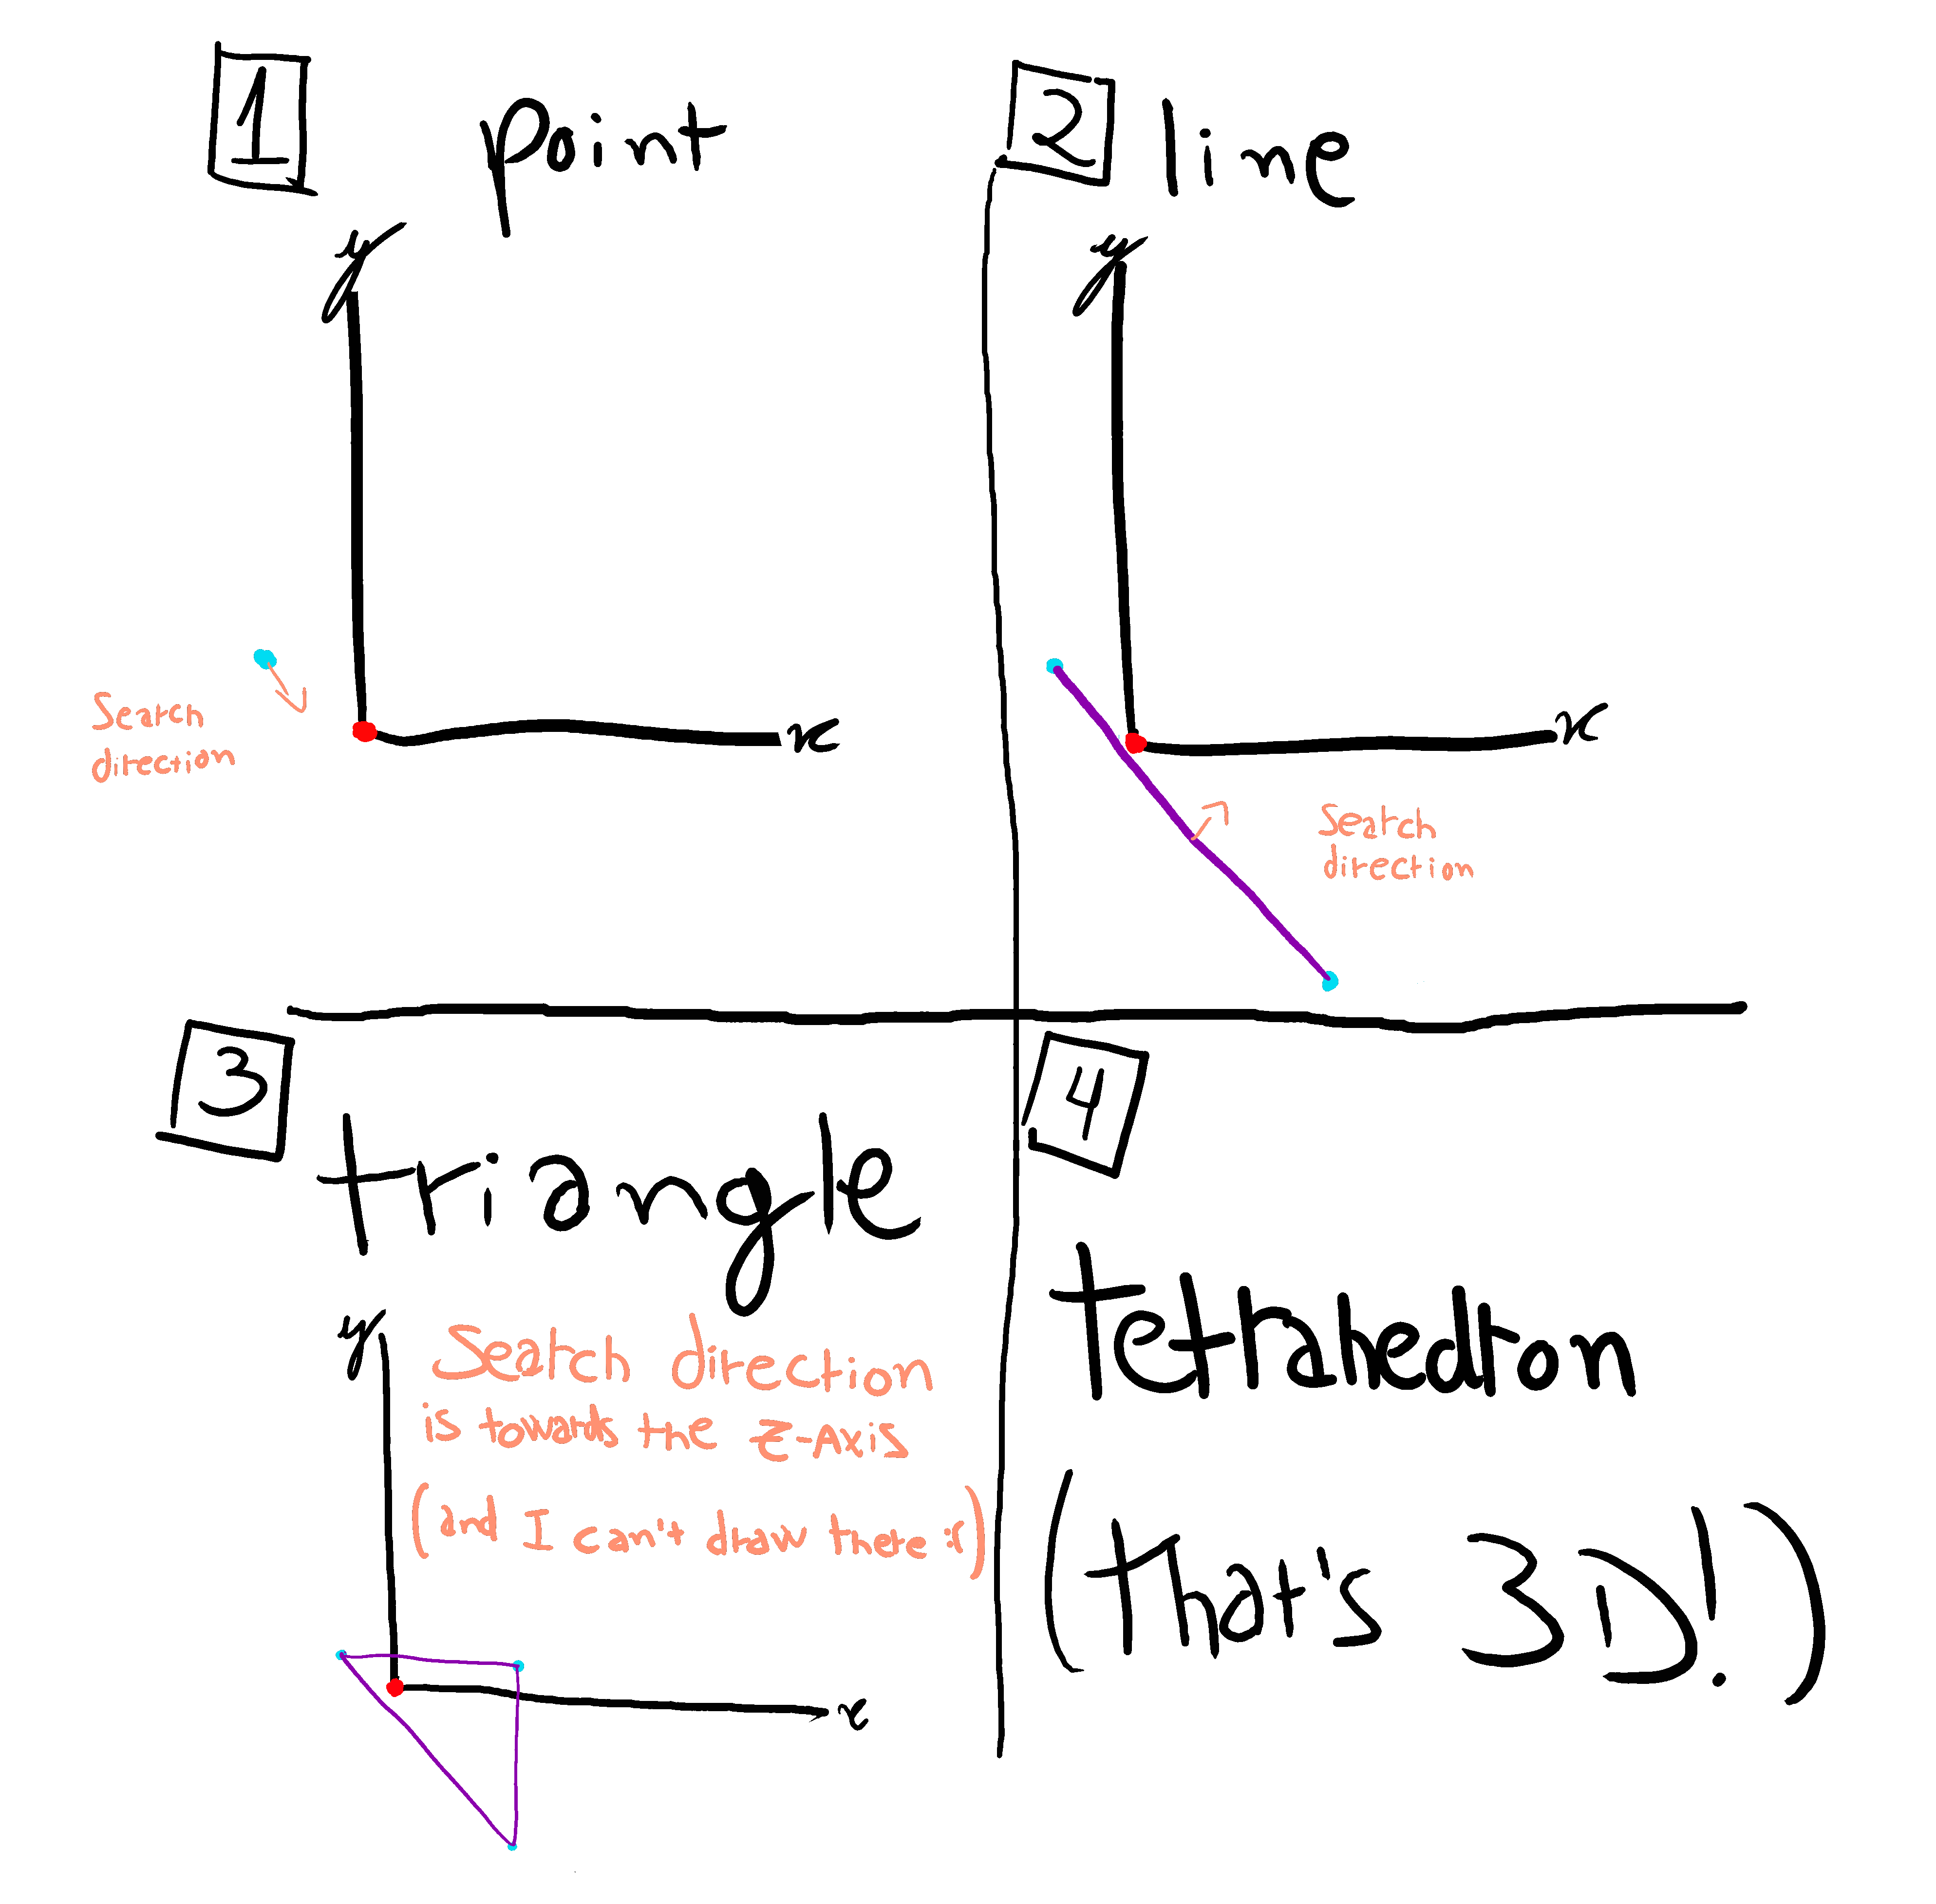 1
point
y
Search
direction
x
2
line
y
x
Search
direction
3
triangle
y
Search direction
is towards the z-Axis
(and I can't draw there :()
x
4
tetrahedron
(that's 3D!)